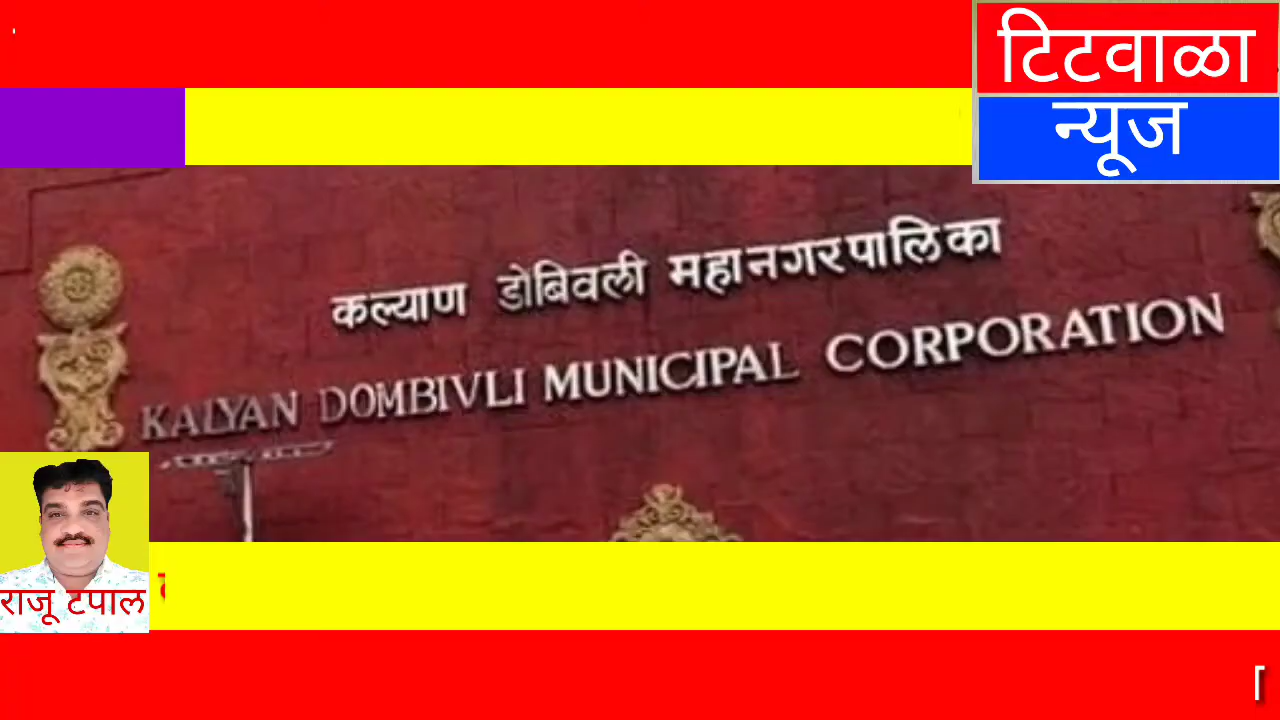 टिटवाळा
न्यूज
कल्याण डोंबिवली महानगरपालिका
KALYAN DOMBIVLI MUNICIPAL CORPORATION
राजू टपाल